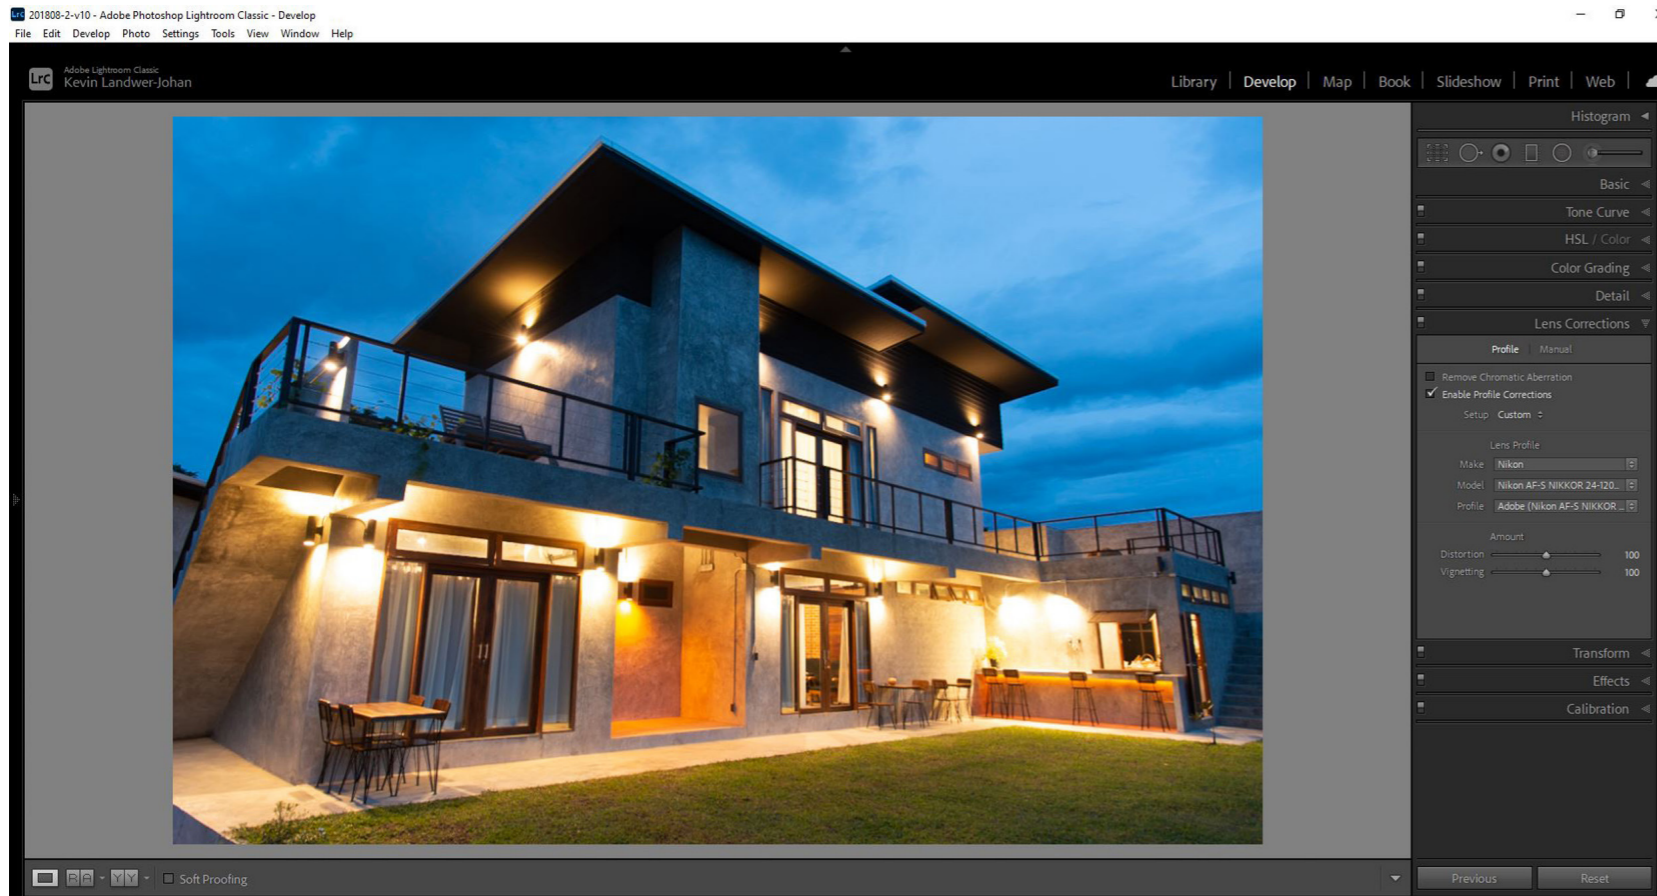 201808-2-v10 - Adobe Photoshop Lightroom Classic - Develop
File Edit Develop Photo Settings Tools View Window Help
Lrc
Adobe Lightroom Classic
Kevin Landwer-Johan
Library | Develop | Map | Book | Slideshow | Print | Web |
Histogram
Basic
Tone Curve
HSL / Color
Color Grading
Detail
Lens Corrections
Profile | Manual
Remove Chromatic Aberration
Enable Profile Corrections
Setup Custom
Lens Profile
Make Nikon
Model Nikon AF-S NIKKOR 24-120...
Profile Adobe (Nikon AF-S NIKKOR ...
Amount
Distortion 100
Vignetting 100
Transform
Effects
Calibration
R A Y Y Soft Proofing
Previous Reset